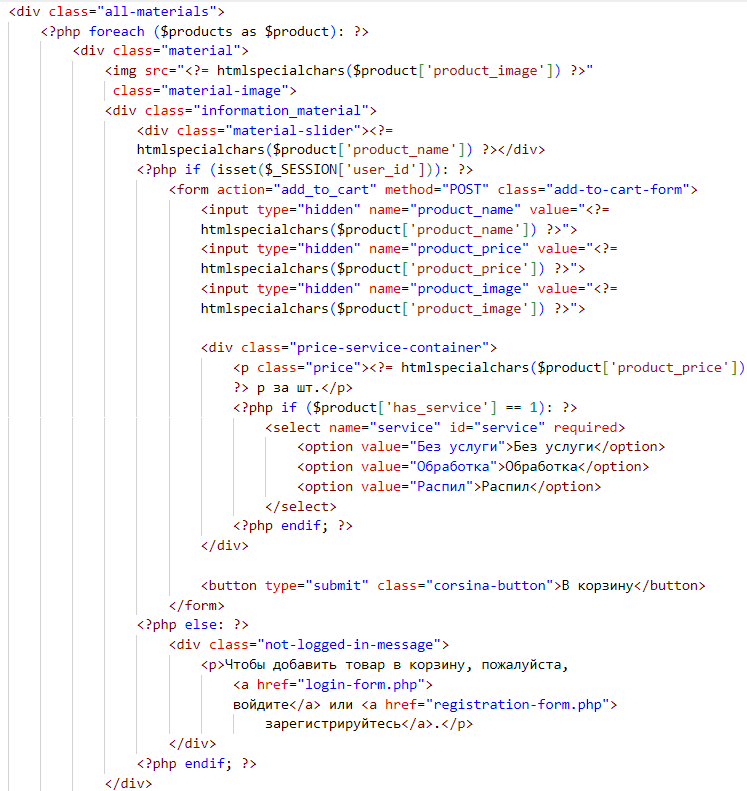 <div class="all-materials">
<?php foreach ($products as $product): ?>
<div class="material">
<img src="<?= htmlspecialchars($product['product_image']) ?>"
class="material-image">
<div class="information_material">
<div class="material-slider"><?=
htmlspecialchars($product['product_name']) ?></div>
<?php if (isset($_SESSION['user_id'])): ?>
<form action="add_to_cart" method="POST" class="add-to-cart-form">
<input type="hidden" name="product_name" value="<?=
htmlspecialchars($product['product_name']) ?>">
<input type="hidden" name="product_price" value="<?=
htmlspecialchars($product['product_price']) ?>">
<input type="hidden" name="product_image" value="<?=
htmlspecialchars($product['product_image']) ?>">
<div class="price-service-container">
<p class="price"><?= htmlspecialchars($product['product_price'])
?> р за шт.</p>
<?php if ($product['has_service'] == 1): ?>
<select name="service" id="service" required>
<option value="Без услуги">Без услуги</option>
<option value="Обработка">Обработка</option>
<option value="Распил">Распил</option>
</select>
<?php endif; ?>
</div>
<button type="submit" class="corsina-button">В корзину</button>
</form>
<?php else: ?>
<div class="not-logged-in-message">
<p>Чтобы добавить товар в корзину, пожалуйста,
<a href="login-form.php">
войдите</a> или <a href="registration-form.php">
зарегистрируйтесь</a>.</p>
</div>
<?php endif; ?>
</div>